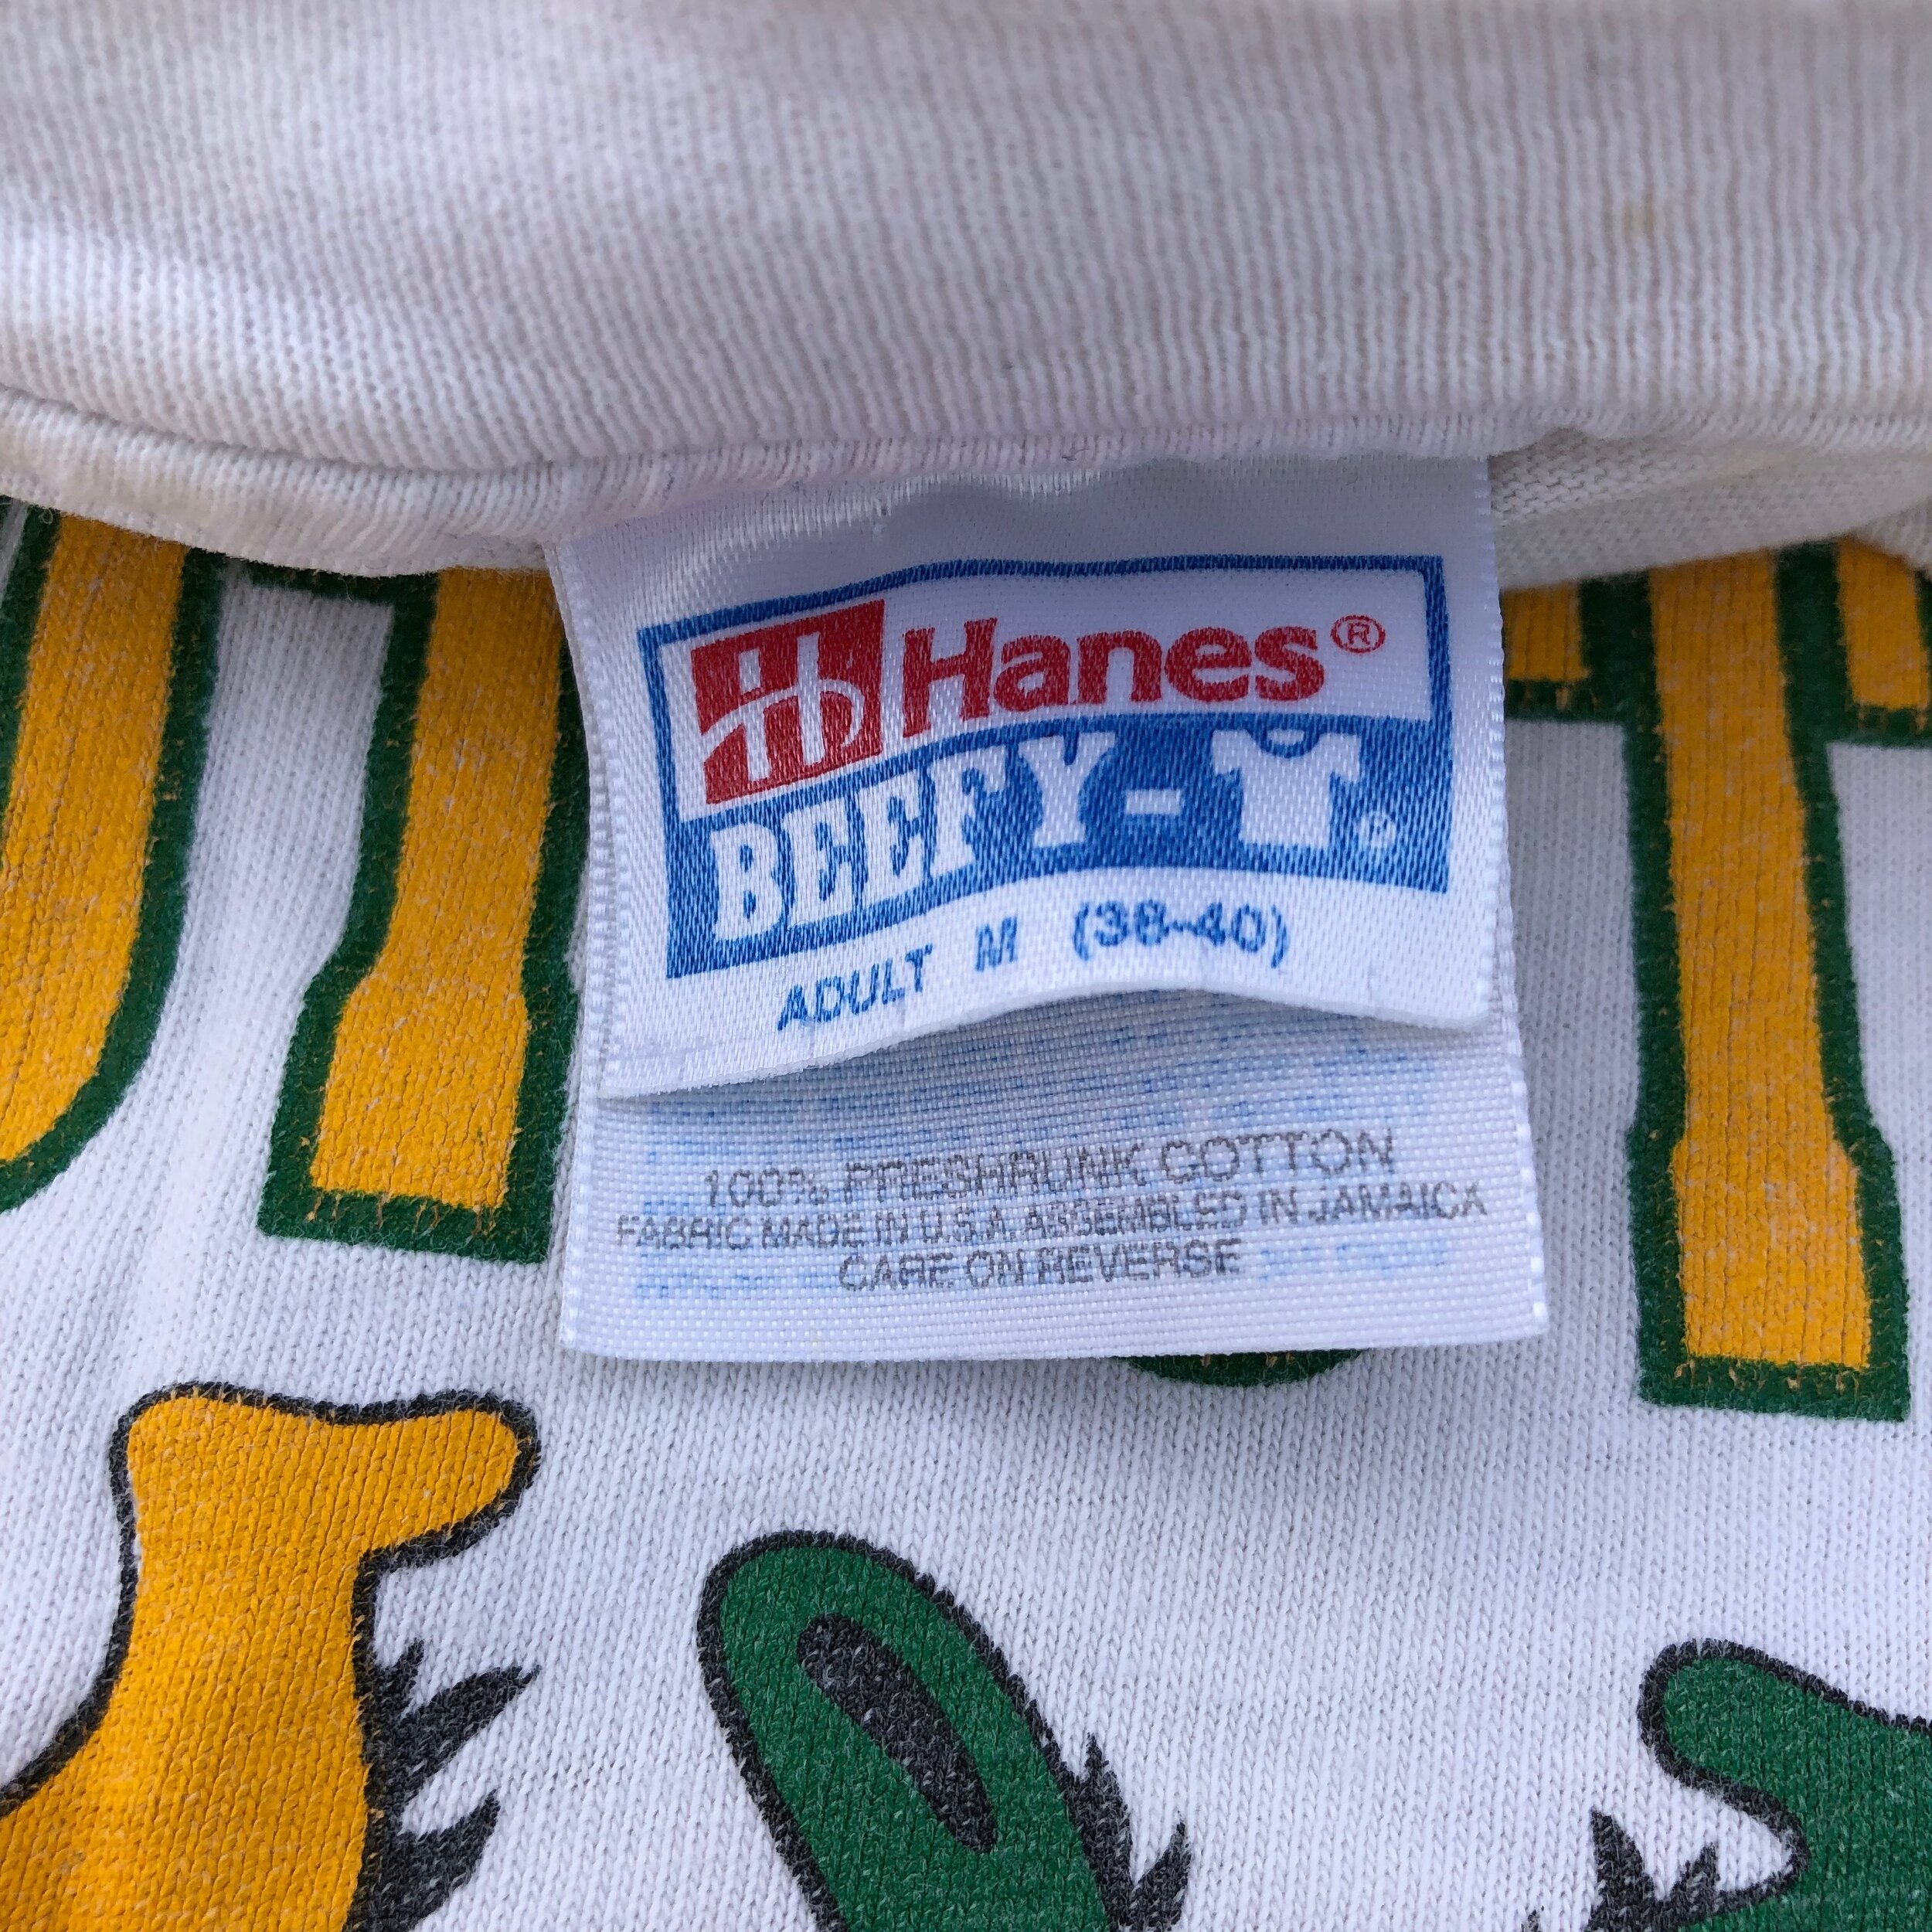 Hanes®
BEEFY-T®
ADULT M (38-40)
100% PRESHRUNK COTTON
FABRIC MADE IN U.S.A. ASSEMBLED IN JAMAICA
CARE ON REVERSE